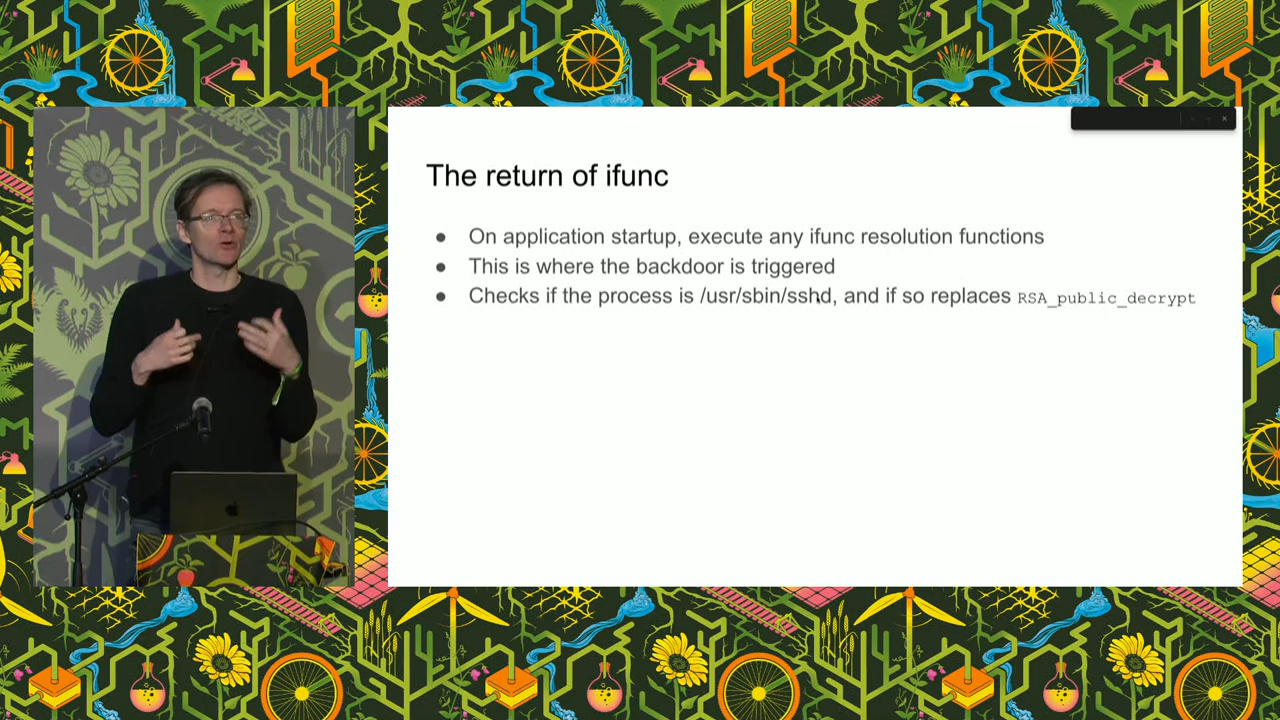 The return of ifunc
● On application startup, execute any ifunc resolution functions
● This is where the backdoor is triggered
● Checks if the process is /usr/sbin/sshd, and if so replaces RSA_public_decrypt